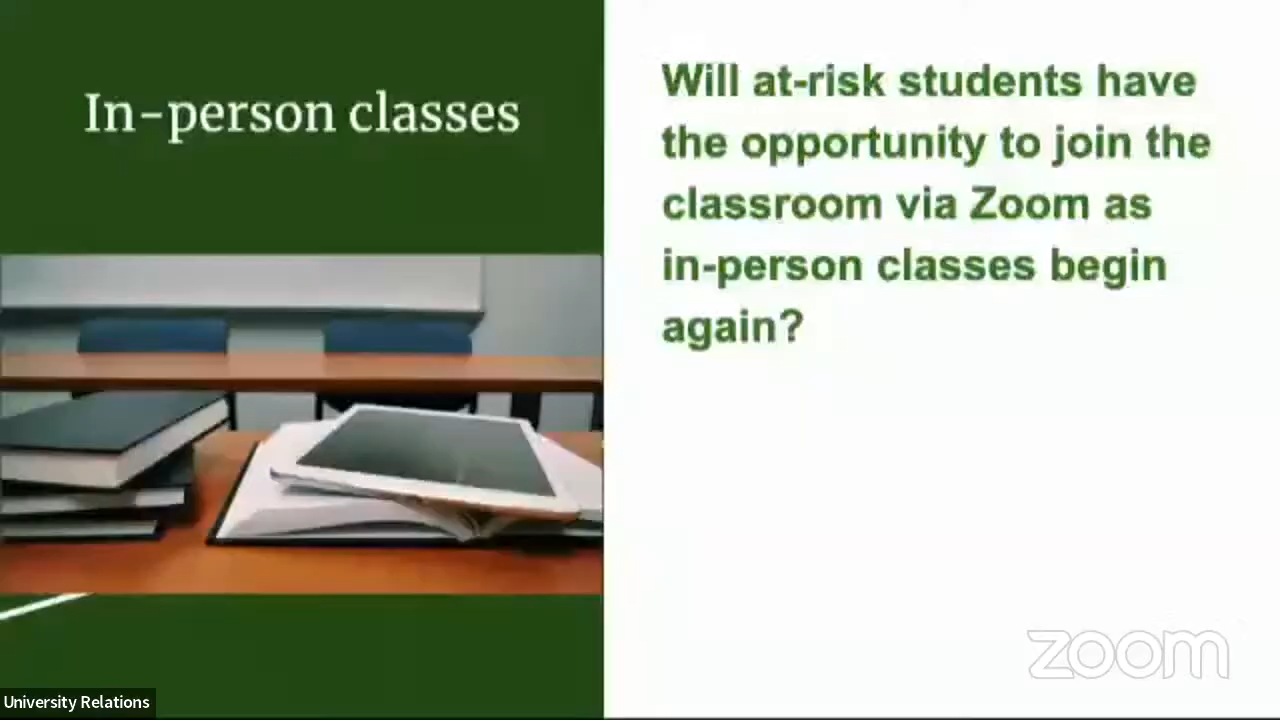 In-person classes
Will at-risk students have
the opportunity to join the
classroom via Zoom as
in-person classes begin
again?
zoom
University Relations